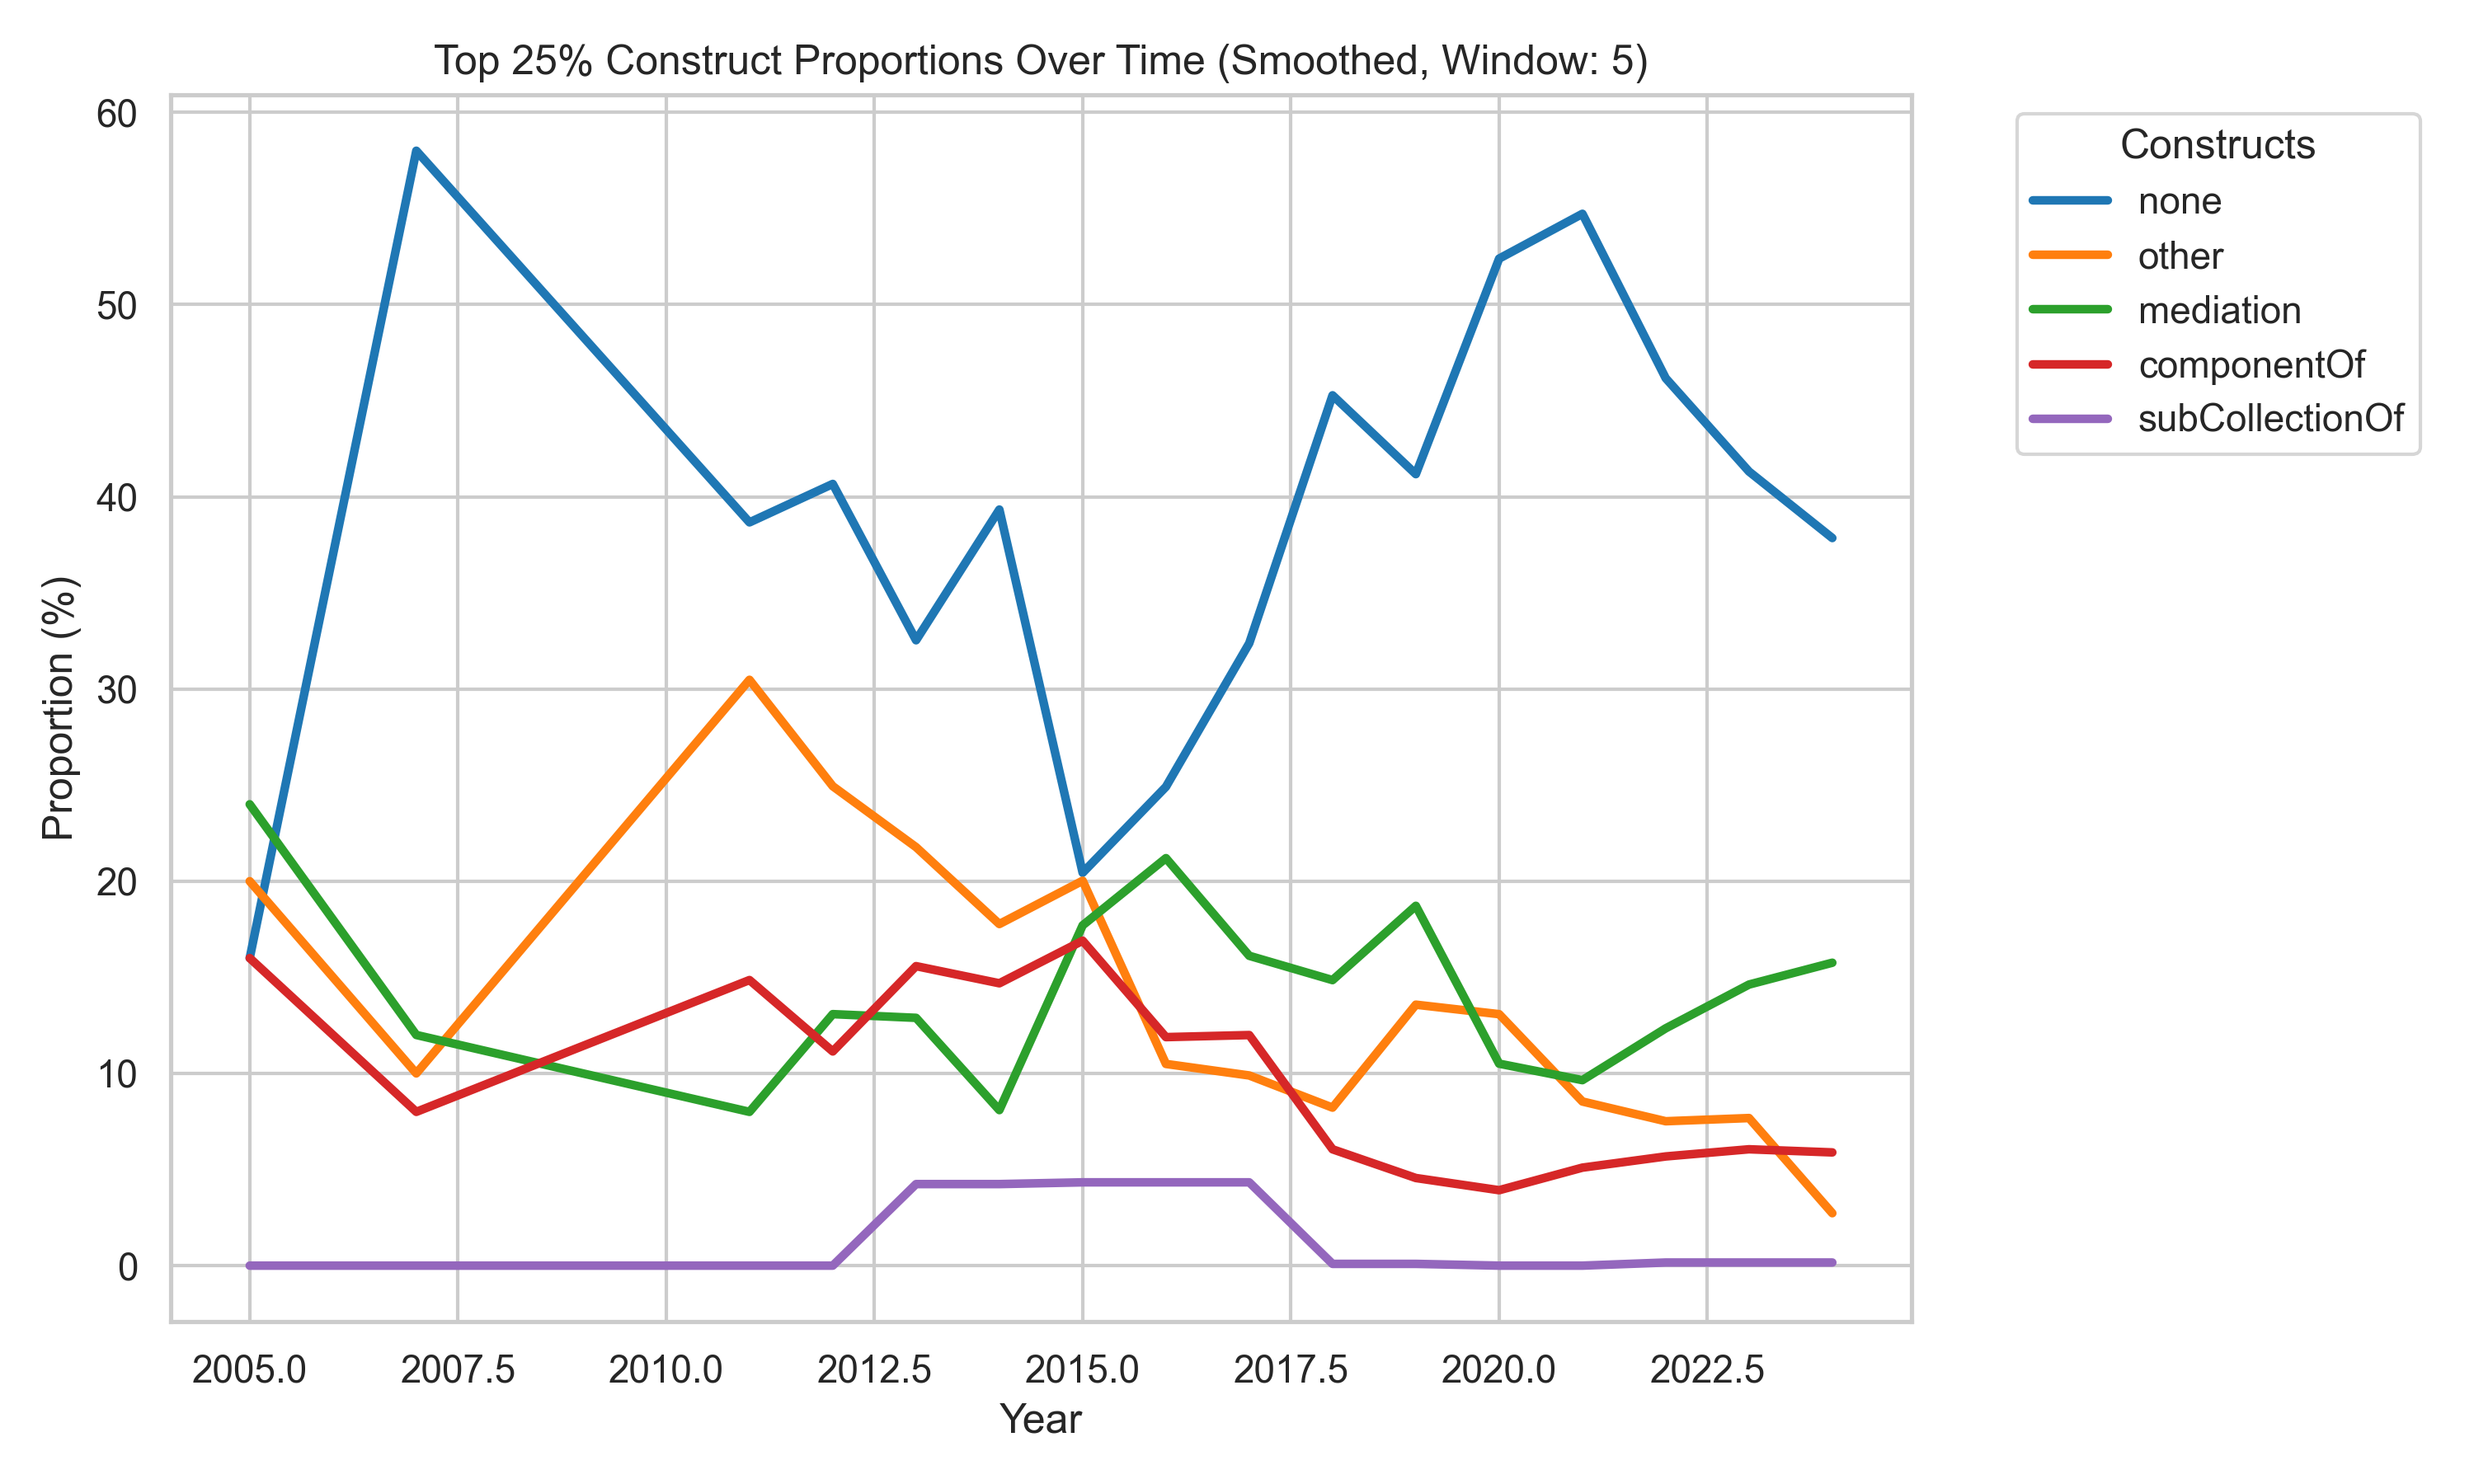 Top 25% Construct Proportions Over Time (Smoothed, Window: 5)
Constructs
none
other
mediation
componentOf
subCollectionOf
Proportion (%)
60
50
40
30
20
10
0
2005.0 2007.5 2010.0 2012.5 2015.0 2017.5 2020.0 2022.5
Year